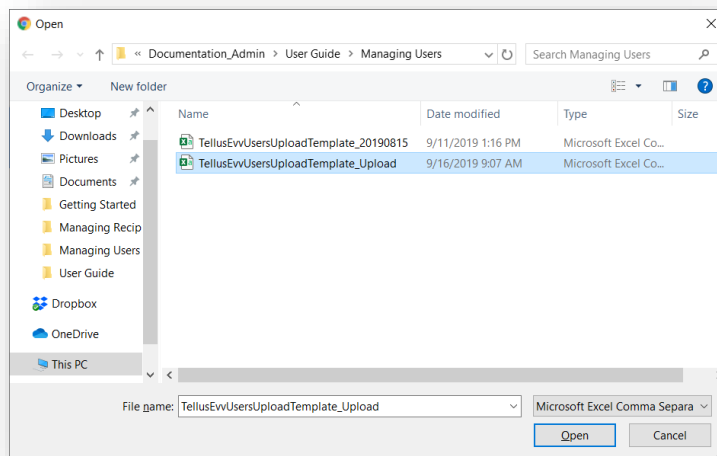 Open
« Documentation_Admin > User Guide > Managing Users
Search Managing Users
Organize
New folder
Name
Date modified
Type
Size
Desktop
Downloads
Pictures
Documents
Getting Started
Managing Recip
Managing Users
User Guide
Dropbox
OneDrive
This PC
TellusEvvUsersUploadTemplate_20190815 9/11/2019 1:16 PM Microsoft Excel Co...
TellusEvvUsersUploadTemplate_Upload 9/16/2019 9:07 AM Microsoft Excel Co...
File name: TellusEvvUsersUploadTemplate_Upload
Microsoft Excel Comma Separa
Open
Cancel